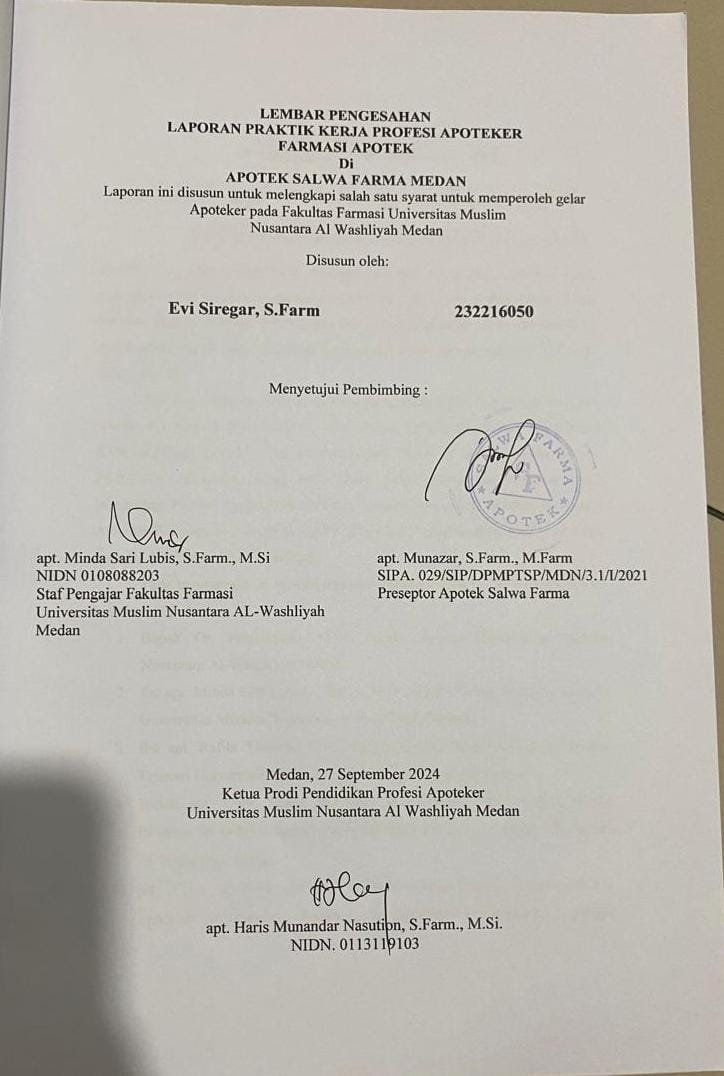 LEMBAR PENGESAHAN
LAPORAN PRAKTIK KERJA PROFESI APOTEKER
FARMASI APOTEK
Di
APOTEK SALWA FARMA MEDAN
Laporan ini disusun untuk melengkapi salah satu syarat untuk memperoleh gelar
Apoteker pada Fakultas Farmasi Universitas Muslim
Nusantara Al Washliyah Medan
Disusun oleh:
Evi Siregar, S.Farm 232216050
Menyetujui Pembimbing :
SALWA FARMA
APOTEK
apt. Minda Sari Lubis, S.Farm., M.Si
NIDN 0108088203
Staf Pengajar Fakultas Farmasi
Universitas Muslim Nusantara AL-Washliyah
Medan
apt. Munazar, S.Farm., M.Farm
SIPA. 029/SIP/DPMPTSP/MDN/3.1/I/2021
Preseptor Apotek Salwa Farma
Medan, 27 September 2024
Ketua Prodi Pendidikan Profesi Apoteker
Universitas Muslim Nusantara Al Washliyah Medan
apt. Haris Munandar Nasution, S.Farm., M.Si.
NIDN. 0113119103